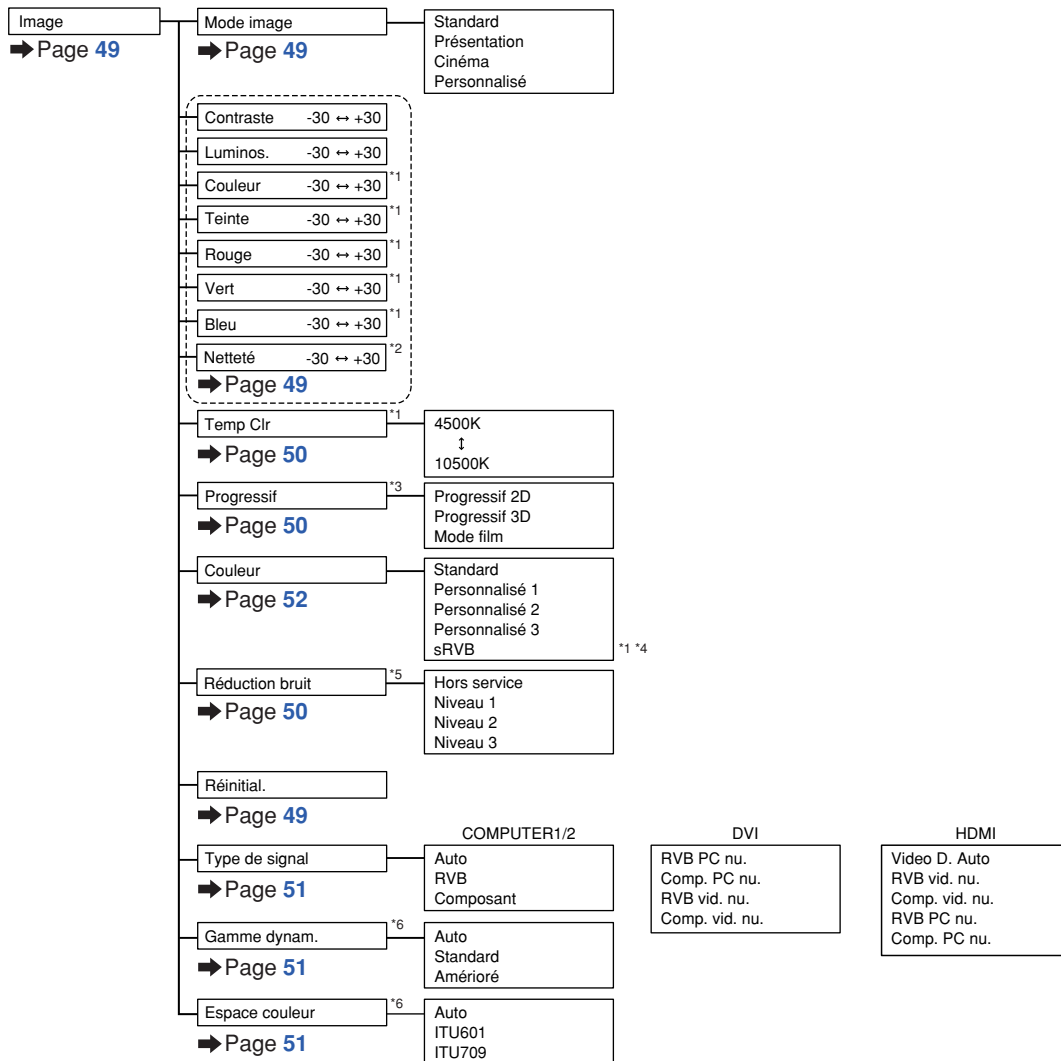 Image
➡ Page 49
Mode image
➡ Page 49
Standard
Présentation
Cinéma
Personnalisé
Contraste -30 ↔ +30
Luminos. -30 ↔ +30
Couleur -30 ↔ +30 *1
Teinte -30 ↔ +30 *1
Rouge -30 ↔ +30 *1
Vert -30 ↔ +30 *1
Bleu -30 ↔ +30 *1
Netteté -30 ↔ +30 *2
➡ Page 49
Temp Clr *1
➡ Page 50
4500K
↕
10500K
Progressif *3
➡ Page 50
Progressif 2D
Progressif 3D
Mode film
Couleur
➡ Page 52
Standard
Personnalisé 1
Personnalisé 2
Personnalisé 3
sRVB *1 *4
Réduction bruit *5
➡ Page 50
Hors service
Niveau 1
Niveau 2
Niveau 3
Réinitial.
➡ Page 49
Type de signal
➡ Page 51
COMPUTER1/2
Auto
RVB
Composant
DVI
RVB PC nu.
Comp. PC nu.
RVB vid. nu.
Comp. vid. nu.
HDMI
Video D. Auto
RVB vid. nu.
Comp. vid. nu.
RVB PC nu.
Comp. PC nu.
Gamme dynam. *6
➡ Page 51
Auto
Standard
Amérioré
Espace couleur *6
➡ Page 51
Auto
ITU601
ITU709